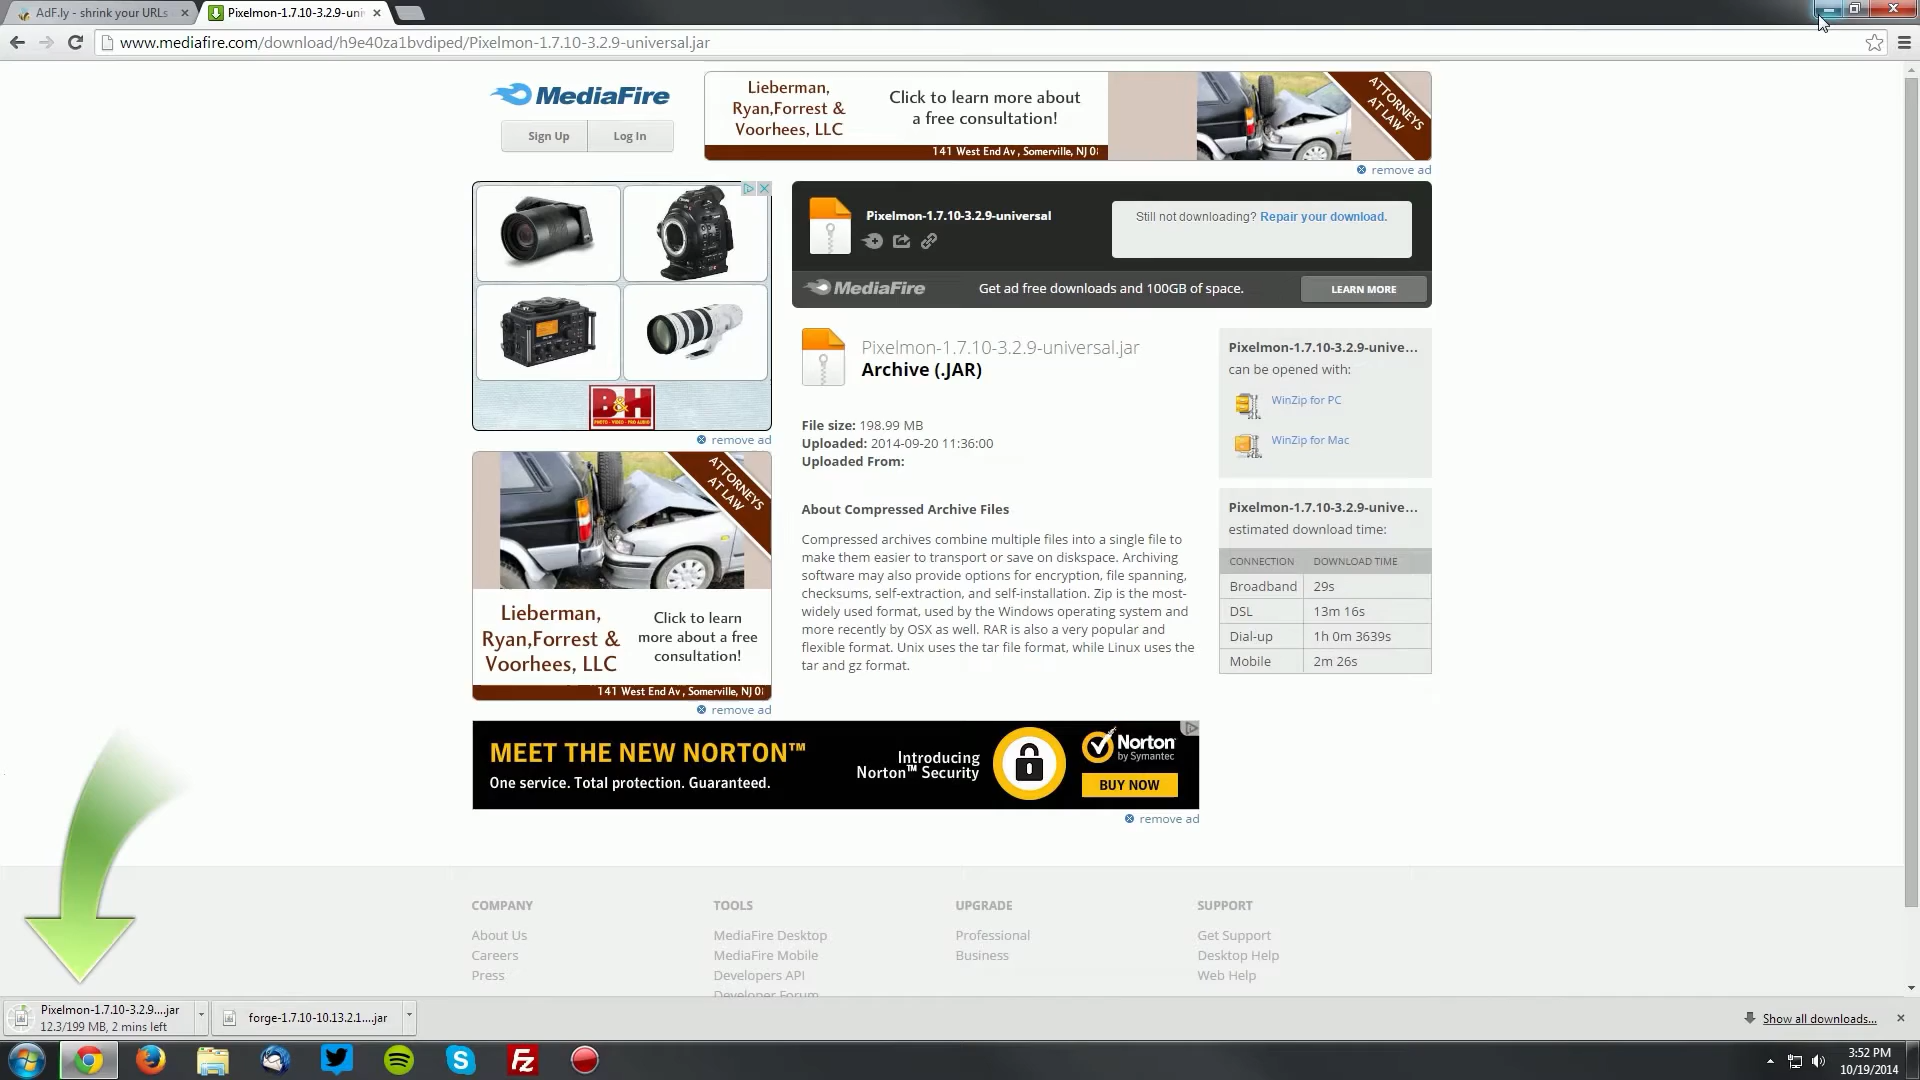 AdF.ly - shrink your URLs
Pixelmon-1.7.10-3.2.9-uni
www.mediafire.com/download/h9e40za1bvdiped/Pixelmon-1.7.10-3.2.9-universal.jar
MediaFire
Sign Up
Log In
Lieberman,
Ryan,Forrest &
Voorhees, LLC
Click to learn more about
a free consultation!
141 West End Av , Somerville, NJ 0
ATTORNEYS
AT LAW
remove ad
B&H
PHOTO - VIDEO - PRO AUDIO
remove ad
Pixelmon-1.7.10-3.2.9-universal
Still not downloading? Repair your download.
MediaFire
Get ad free downloads and 100GB of space.
LEARN MORE
Pixelmon-1.7.10-3.2.9-universal.jar
Archive (.JAR)
File size: 198.99 MB
Uploaded: 2014-09-20 11:36:00
Uploaded From:
About Compressed Archive Files
Compressed archives combine multiple files into a single file to
make them easier to transport or save on diskspace. Archiving
software may also provide options for encryption, file spanning,
checksums, self-extraction, and self-installation. Zip is the most-
widely used format, used by the Windows operating system and
more recently by OSX as well. RAR is also a very popular and
flexible format. Unix uses the tar file format, while Linux uses the
tar and gz format.
Pixelmon-1.7.10-3.2.9-unive...
can be opened with:
WinZip for PC
WinZip for Mac
Pixelmon-1.7.10-3.2.9-unive...
estimated download time:
CONNECTION DOWNLOAD TIME
Broadband 29s
DSL 13m 16s
Dial-up 1h 0m 3639s
Mobile 2m 26s
ATTORNEYS
AT LAW
Lieberman,
Ryan,Forrest &
Voorhees, LLC
Click to learn
more about a free
consultation!
141 West End Av , Somerville, NJ 0
remove ad
MEET THE NEW NORTON™
One service. Total protection. Guaranteed.
Introducing
Norton™ Security
Norton
by Symantec
BUY NOW
remove ad
COMPANY
About Us
Careers
Press
TOOLS
MediaFire Desktop
MediaFire Mobile
Developers API
Developer Forum
UPGRADE
Professional
Business
SUPPORT
Get Support
Desktop Help
Web Help
Pixelmon-1.7.10-3.2.9....jar
12.3/199 MB, 2 mins left
forge-1.7.10-10.13.2.1....jar
Show all downloads...
S
Fz
3:52 PM
10/19/2014